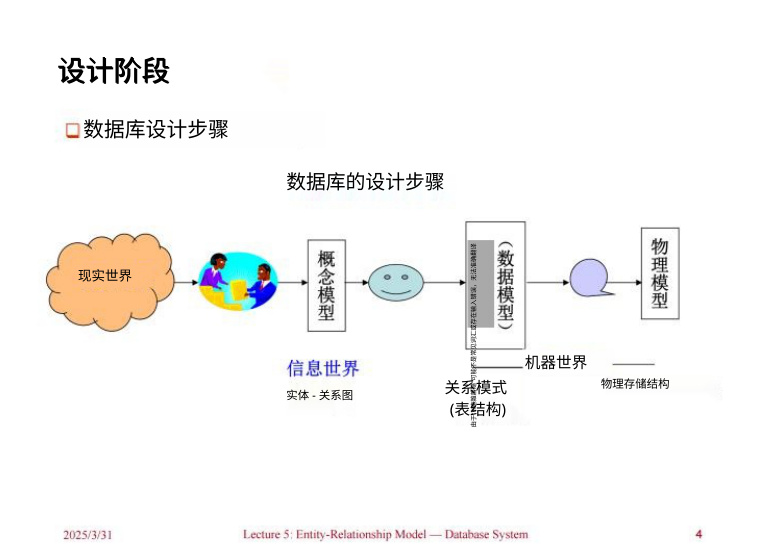 设计阶段
数据库设计步骤
数据库的设计步骤
现实世界
概念模型
(数据模型)
物理模型
信息世界
实体 - 关系图
关系模式
(表结构)
机器世界
物理存储结构
2025/3/31
Lecture 5: Entity-Relationship Model — Database System
4